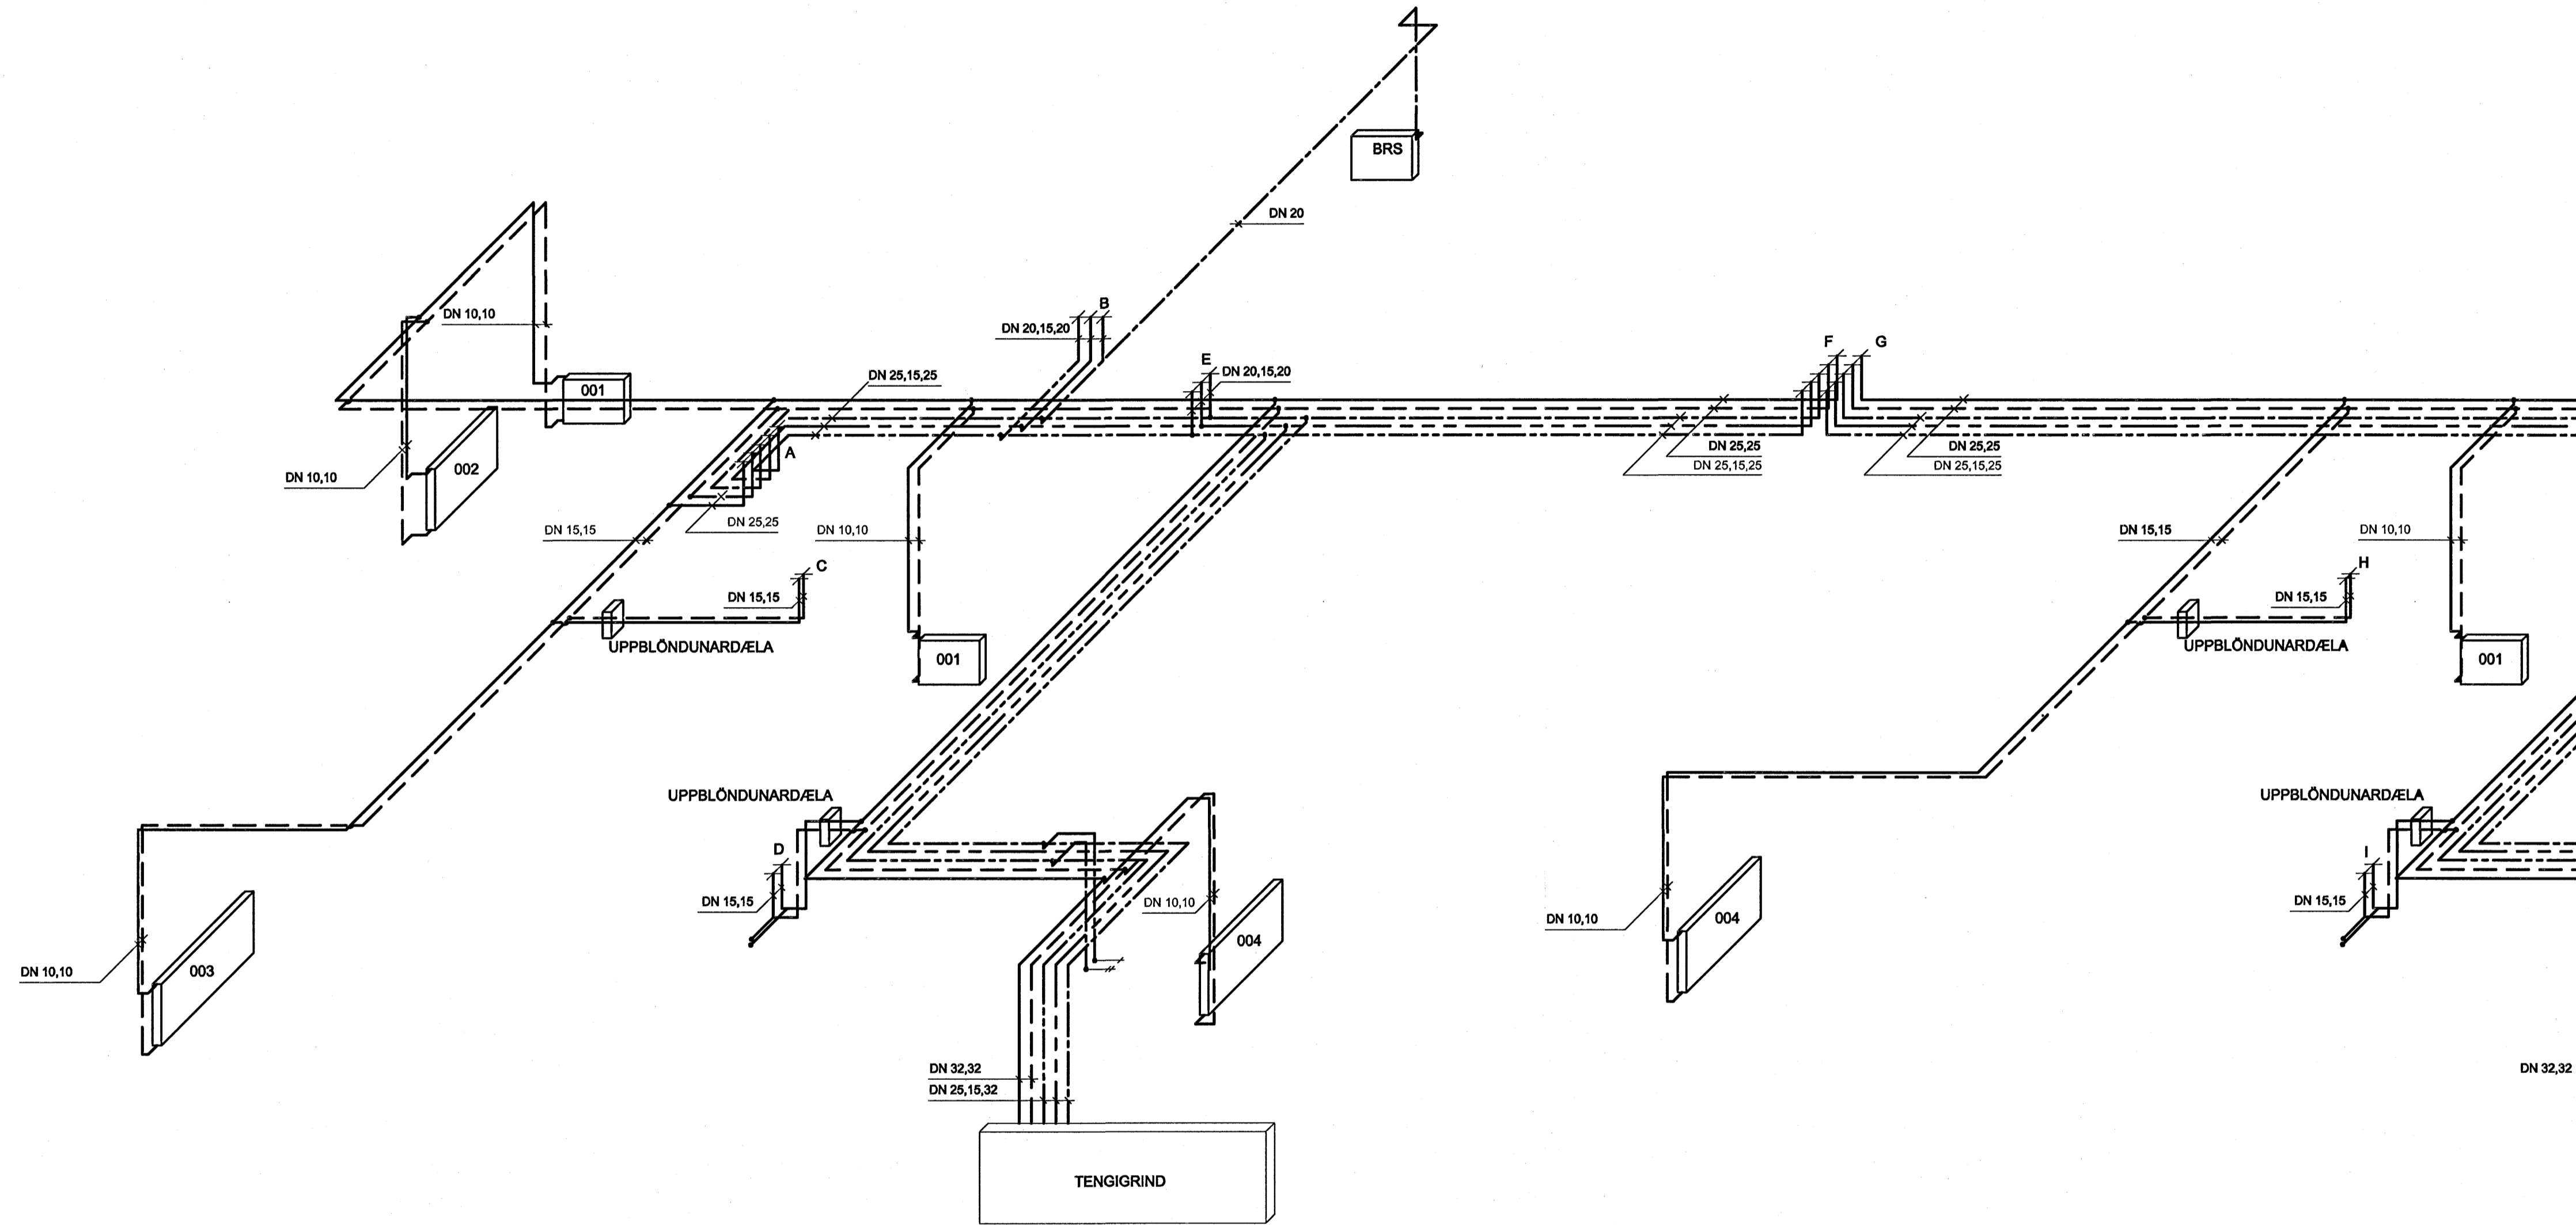 BRS
DN 20
DN 10,10
B
DN 20,15,20
001
DN 25,15,25
E
DN 20,15,20
F
G
002
DN 10,10
A
DN 25,25
DN 15,15
DN 10,10
DN 25,25
DN 25,15,25
DN 25,25
DN 25,15,25
DN 15,15
DN 10,10
C
DN 15,15
UPPBLÖNDUNARDÆLA
001
H
DN 15,15
UPPBLÖNDUNARDÆLA
001
UPPBLÖNDUNARDÆLA
D
DN 15,15
DN 10,10
004
DN 10,10
003
DN 10,10
004
UPPBLÖNDUNARDÆLA
I
DN 15,15
DN 32,32
DN 25,15,32
DN 32,32
TENGIGRIND